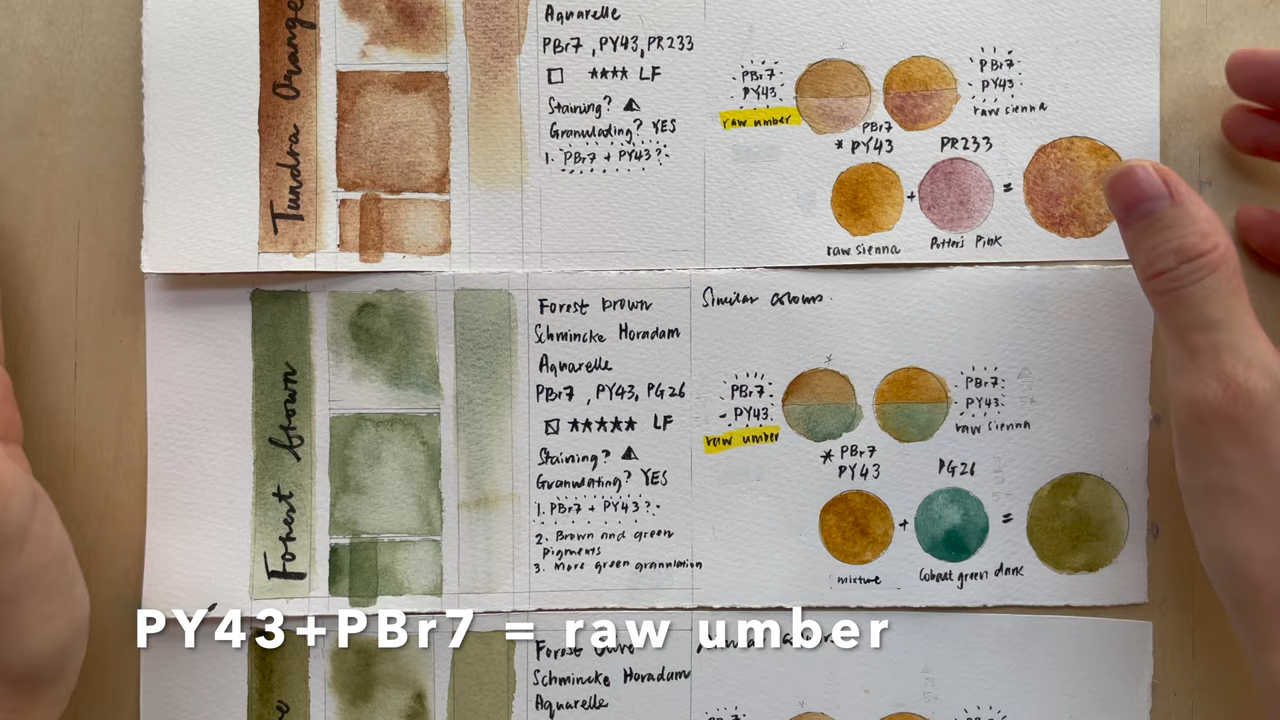 Tundra Orange
Aquarelle
PBr7 , PY43, PR233
**** LF
Staining?
Granulating? YES
1. PBr7 + PY43?
PBr7
PY43
raw umber
PBr7
PY43
raw sienna
PBr7
* PY43
PR233
+
=
raw sienna
Potter's Pink
Forest brown
Forest brown
Schmincke Horadam
Aquarelle
PBr7 , PY43, PG26
***** LF
Staining?
Granulating? YES
1. PBr7 + PY43?
2. Brown and green
pigments
3. More green granulation
Similar colours.
*
PBr7
PY43
raw umber
PBr7
PY43
raw sienna
* PBr7
PY43
PG26
+
=
mixture
Cobalt green dark
PY43+PBr7 = raw umber
Forest Olive
Schmincke Horadam
Aquarelle